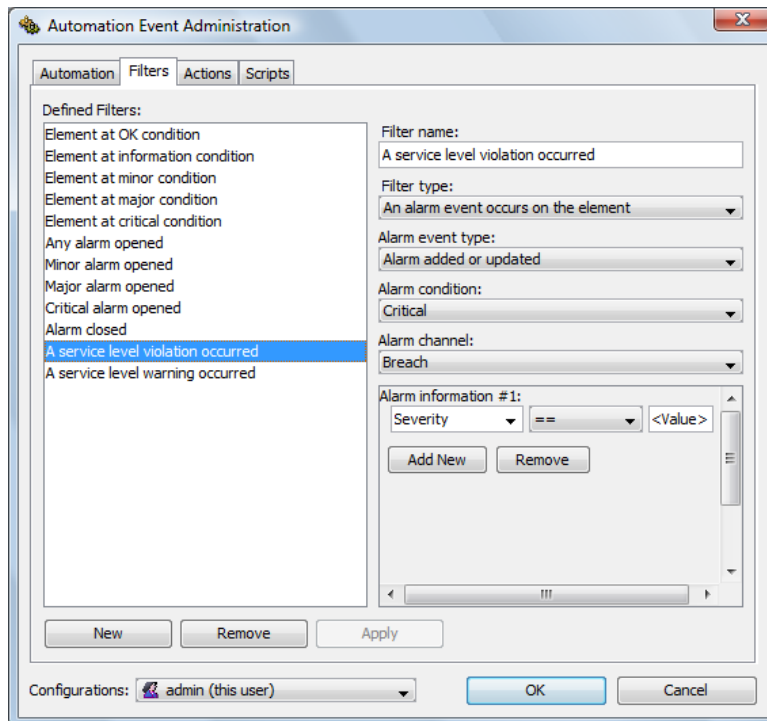 Automation Event Administration
Automation Filters Actions Scripts
Defined Filters:
Element at OK condition
Element at information condition
Element at minor condition
Element at major condition
Element at critical condition
Any alarm opened
Minor alarm opened
Major alarm opened
Critical alarm opened
Alarm closed
A service level violation occurred
A service level warning occurred
Filter name:
A service level violation occurred
Filter type:
An alarm event occurs on the element
Alarm event type:
Alarm added or updated
Alarm condition:
Critical
Alarm channel:
Breach
Alarm information #1:
Severity == <Value>
Add New Remove
New Remove Apply
Configurations: admin (this user) OK Cancel